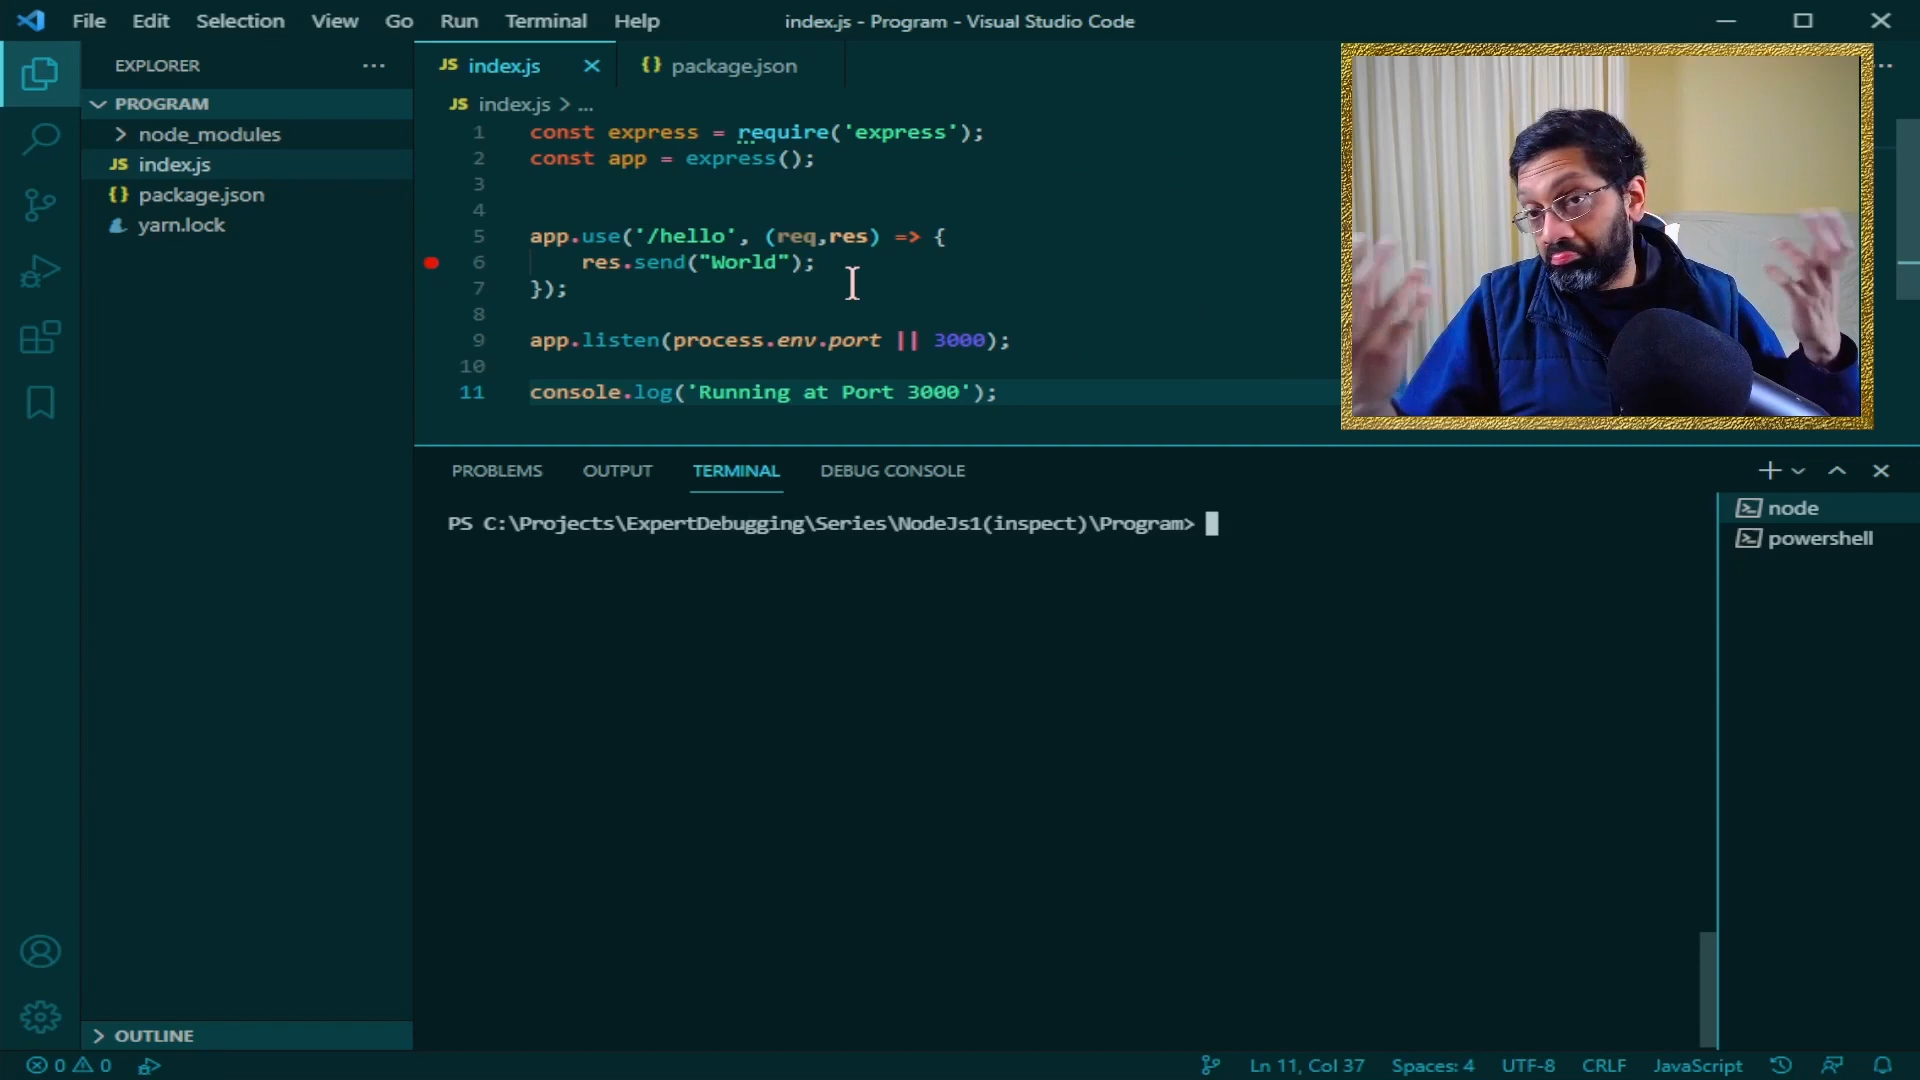 File Edit Selection View Go Run Terminal Help
index.js - Program - Visual Studio Code
EXPLORER
PROGRAM
node_modules
JS index.js
{} package.json
yarn.lock
OUTLINE
JS index.js
{} package.json
JS index.js > ...
1 const express = require('express');
2 const app = express();
3
4
5 app.use('/hello', (req,res) => {
6 res.send("World");
7 });
8
9 app.listen(process.env.port || 3000);
10
11 console.log('Running at Port 3000');
PROBLEMS OUTPUT TERMINAL DEBUG CONSOLE
PS C:\Projects\ExpertDebugging\Series\NodeJs1(inspect)\Program>
node
powershell
0 0
Ln 11, Col 37 Spaces: 4 UTF-8 CRLF JavaScript